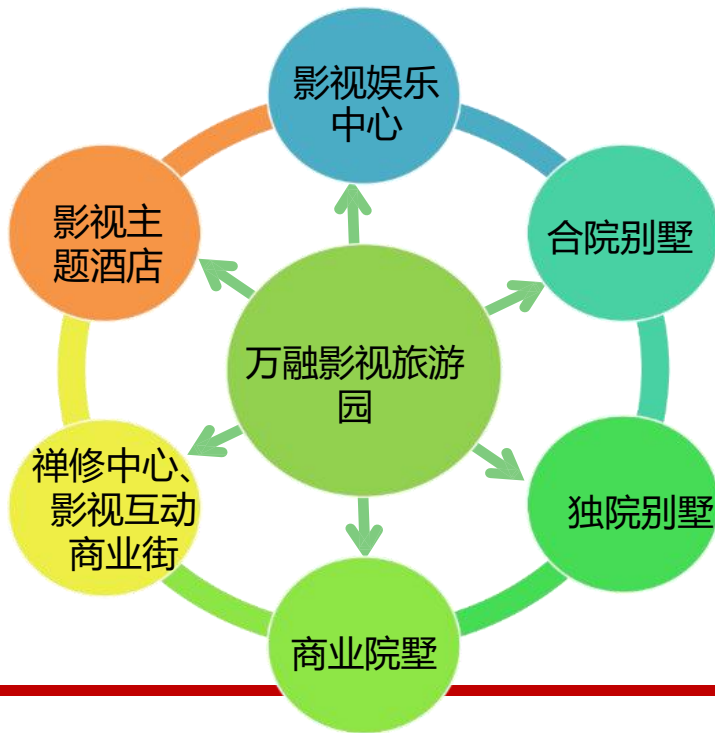 影视娱乐
中心
影视主
题酒店
合院别墅
万融影视旅游
园
禅修中心、
影视互动
商业街
独院别墅
商业院墅